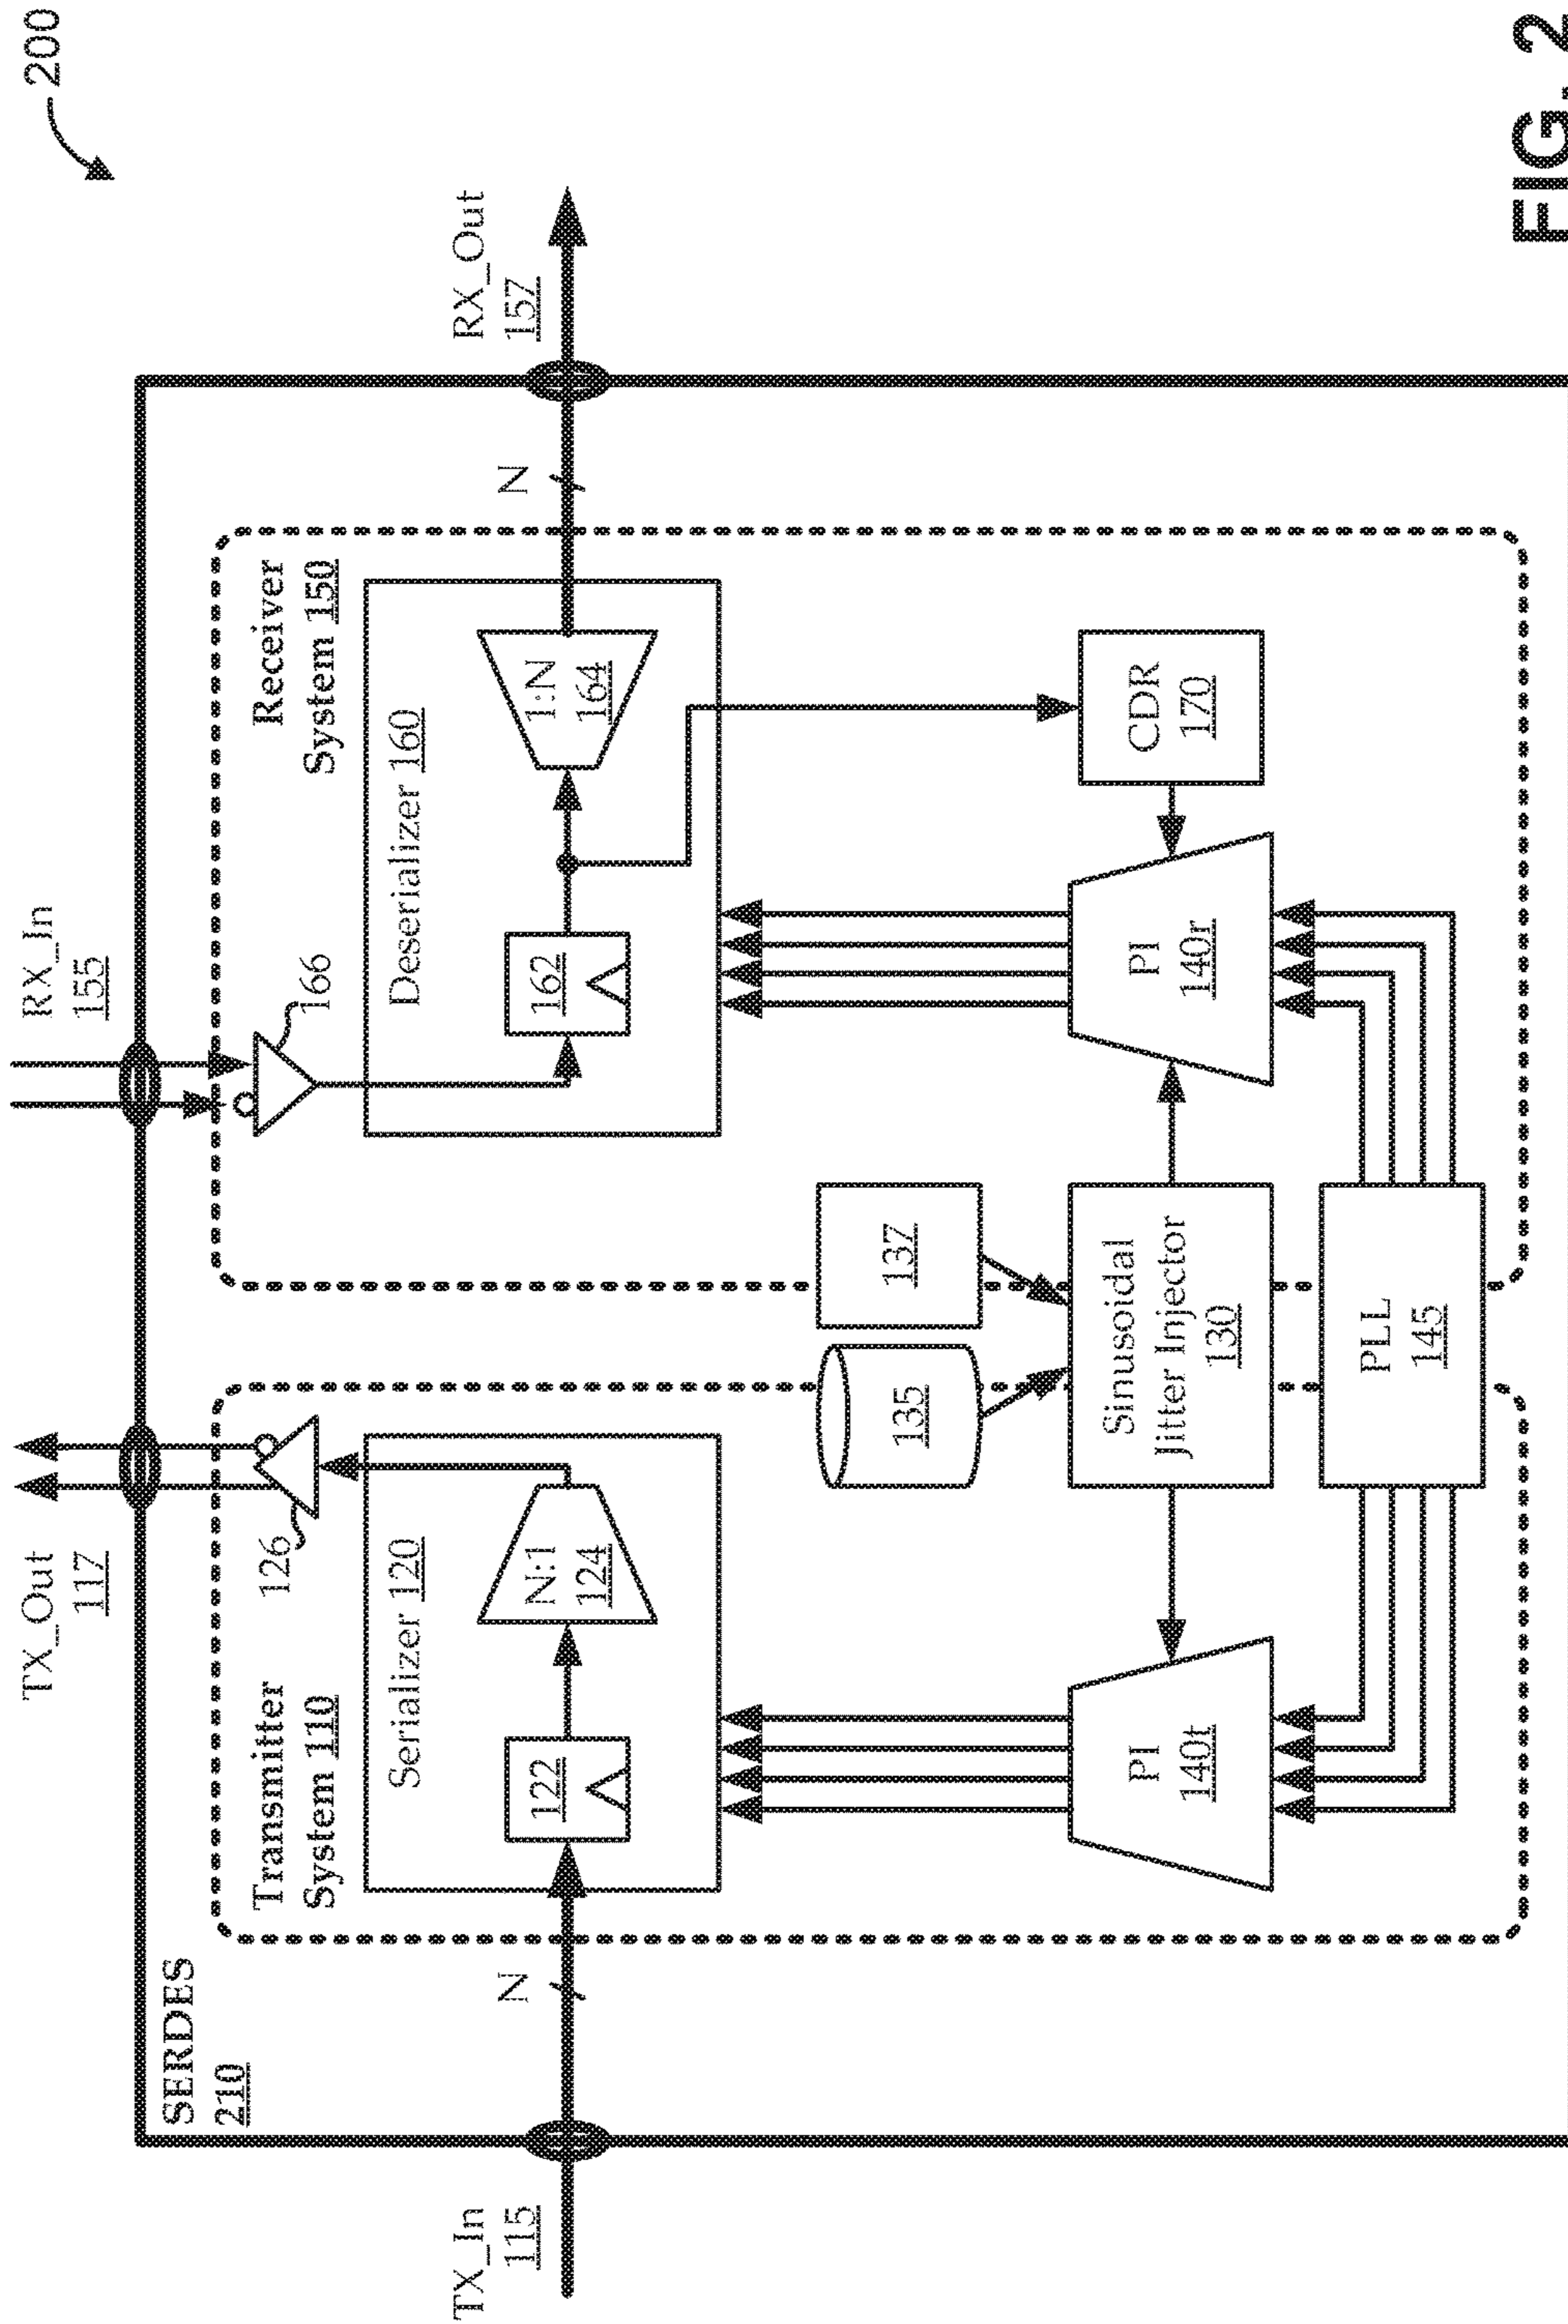 200
TX_Out
117
RX_In
155
SERDES
210
Transmitter
System 110
126
166
Receiver
System 150
Serializer 120
Deserializer 160
TX_In
115
N
122
N:1
124
162
1:N
164
N
RX_Out
157
135
137
PI
140t
Sinusoidal
Jitter Injector
130
PI
140r
CDR
170
PLL
145
FIG. 2